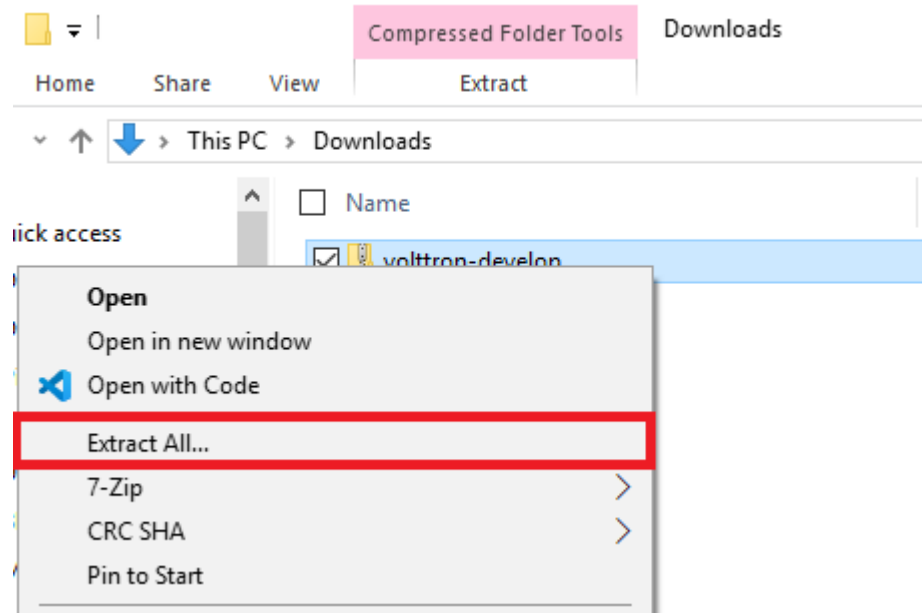 Compressed Folder Tools
Downloads
Home
Share
View
Extract
This PC
Downloads
Name
uick access
volttron-develop
Open
Open in new window
Open with Code
Extract All...
7-Zip
CRC SHA
Pin to Start